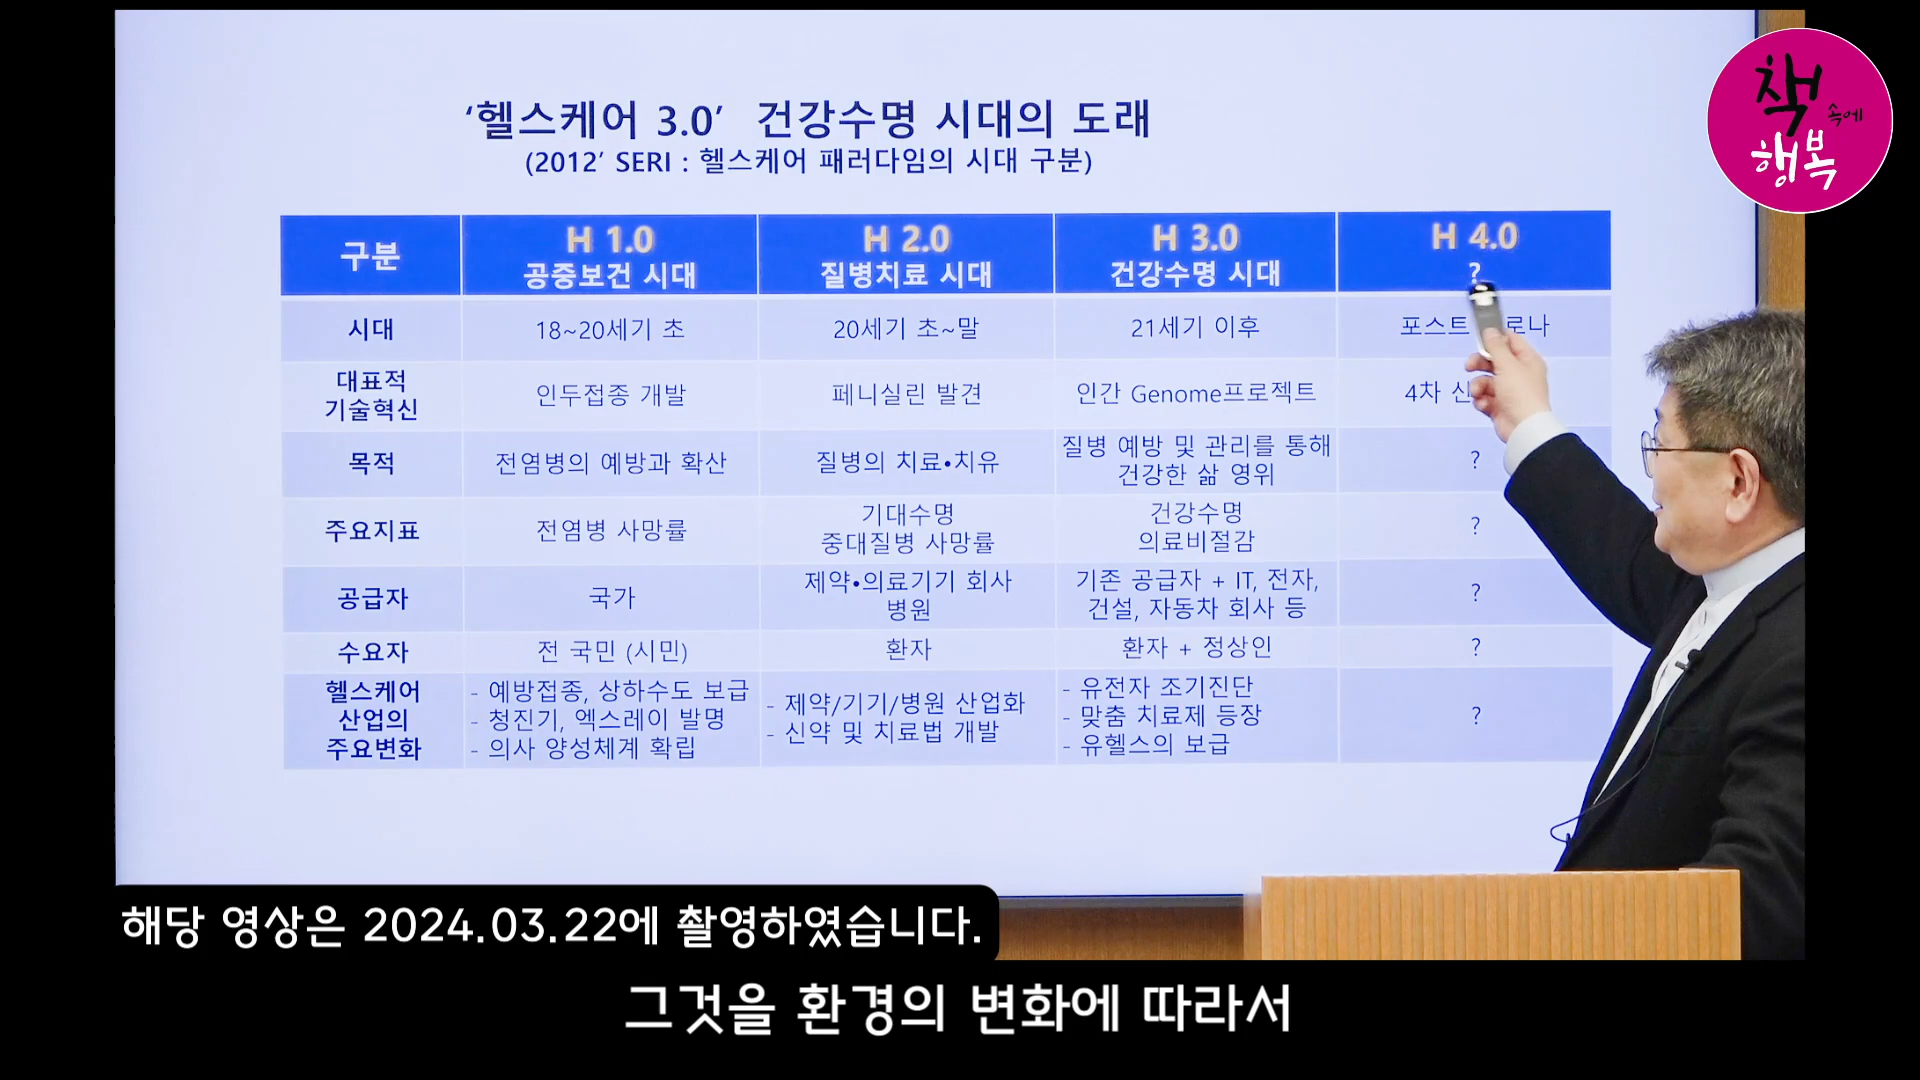 책
속에
행복
‘헬스케어 3.0’ 건강수명 시대의 도래
(2012’ SERI : 헬스케어 패러다임의 시대 구분)
구분
H 1.0
공중보건 시대
H 2.0
질병치료 시대
H 3.0
건강수명 시대
H 4.0
?
시대
18~20세기 초
20세기 초~말
21세기 이후
포스트 로나
대표적
기술혁신
인두접종 개발
페니실린 발견
인간 Genome프로젝트
4차
목적
전염병의 예방과 확산
질병의 치료•치유
질병 예방 및 관리를 통해
건강한 삶 영위
?
주요지표
전염병 사망률
기대수명
중대질병 사망률
건강수명
의료비절감
?
공급자
국가
제약•의료기기 회사
병원
기존 공급자 + IT, 전자,
건설, 자동차 회사 등
?
수요자
전 국민 (시민)
환자
환자 + 정상인
?
헬스케어
산업의
주요변화
- 예방접종, 상하수도 보급
- 청진기, 엑스레이 발명
- 의사 양성체계 확립
- 제약/기기/병원 산업화
- 신약 및 치료법 개발
- 유전자 조기진단
- 맞춤 치료제 등장
- 유헬스의 보급
?
해당 영상은 2024.03.22에 촬영하였습니다.
그것을 환경의 변화에 따라서